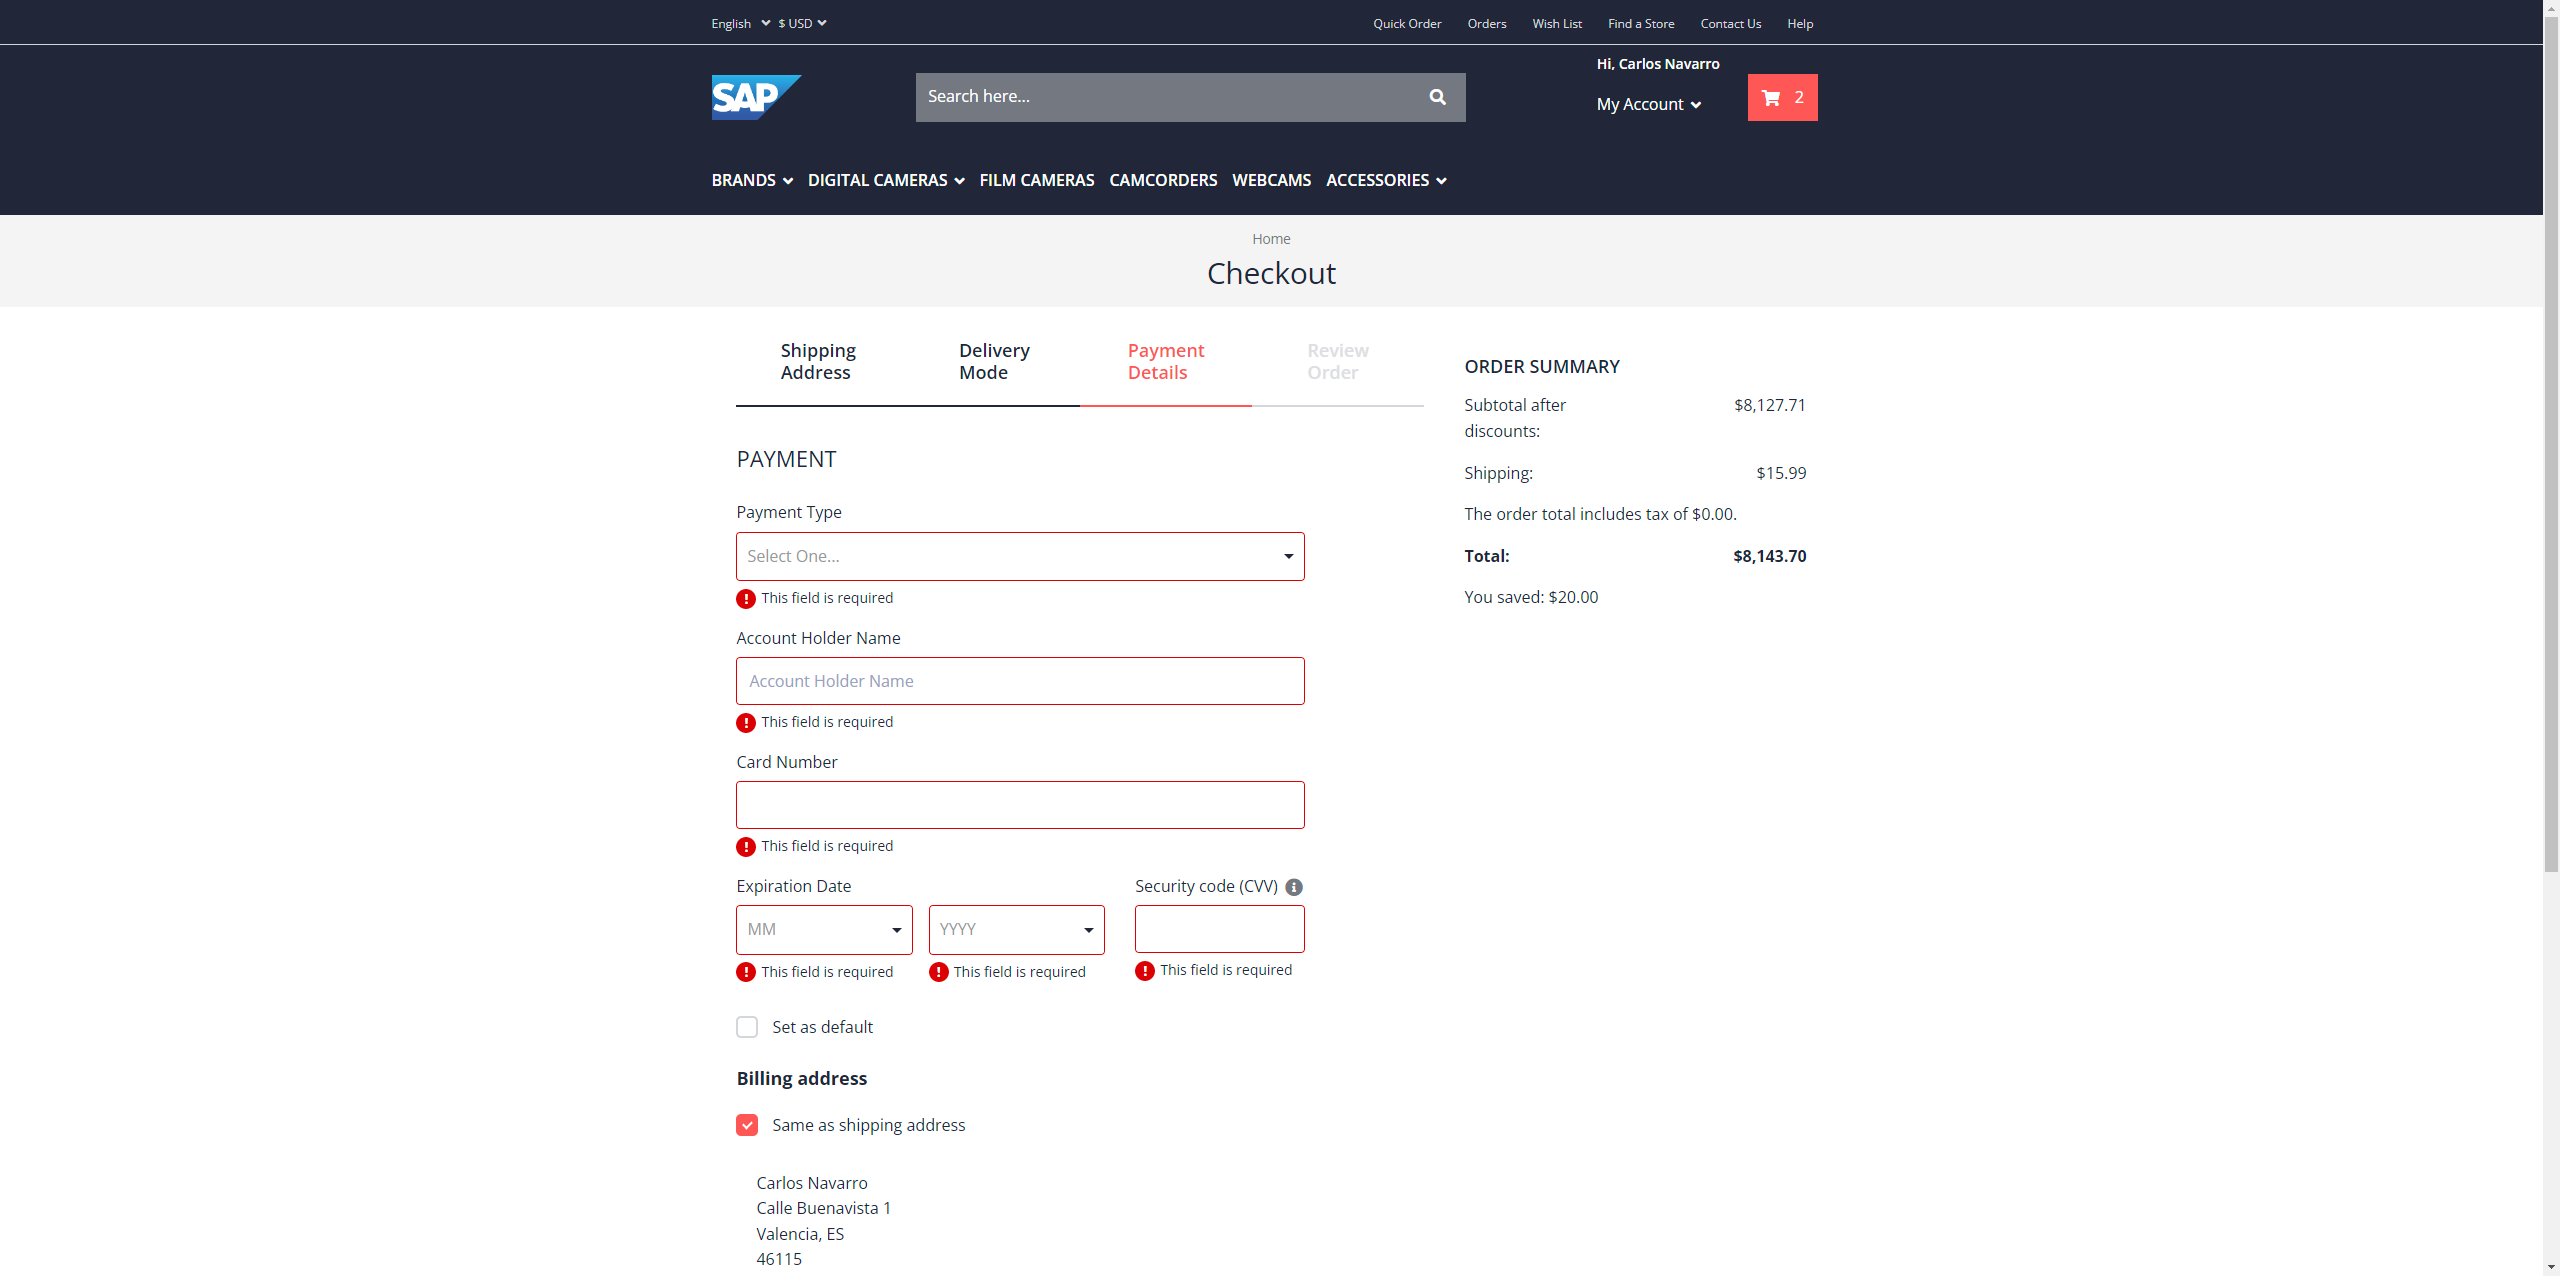 English $ USD Quick Order Orders Wish List Find a Store Contact Us Help
Hi, Carlos Navarro
SAP Search here... My Account 2
BRANDS DIGITAL CAMERAS FILM CAMERAS CAMCORDERS WEBCAMS ACCESSORIES
Home
Checkout
Shipping Address
Delivery Mode
Payment Details
Review Order
PAYMENT
Payment Type
Select One...
This field is required
Account Holder Name
Account Holder Name
This field is required
Card Number
This field is required
Expiration Date Security code (CVV)
MM YYYY
This field is required This field is required This field is required
Set as default
Billing address
Same as shipping address
Carlos Navarro
Calle Buenavista 1
Valencia, ES
46115
ORDER SUMMARY
Subtotal after discounts: $8,127.71
Shipping: $15.99
The order total includes tax of $0.00.
Total: $8,143.70
You saved: $20.00